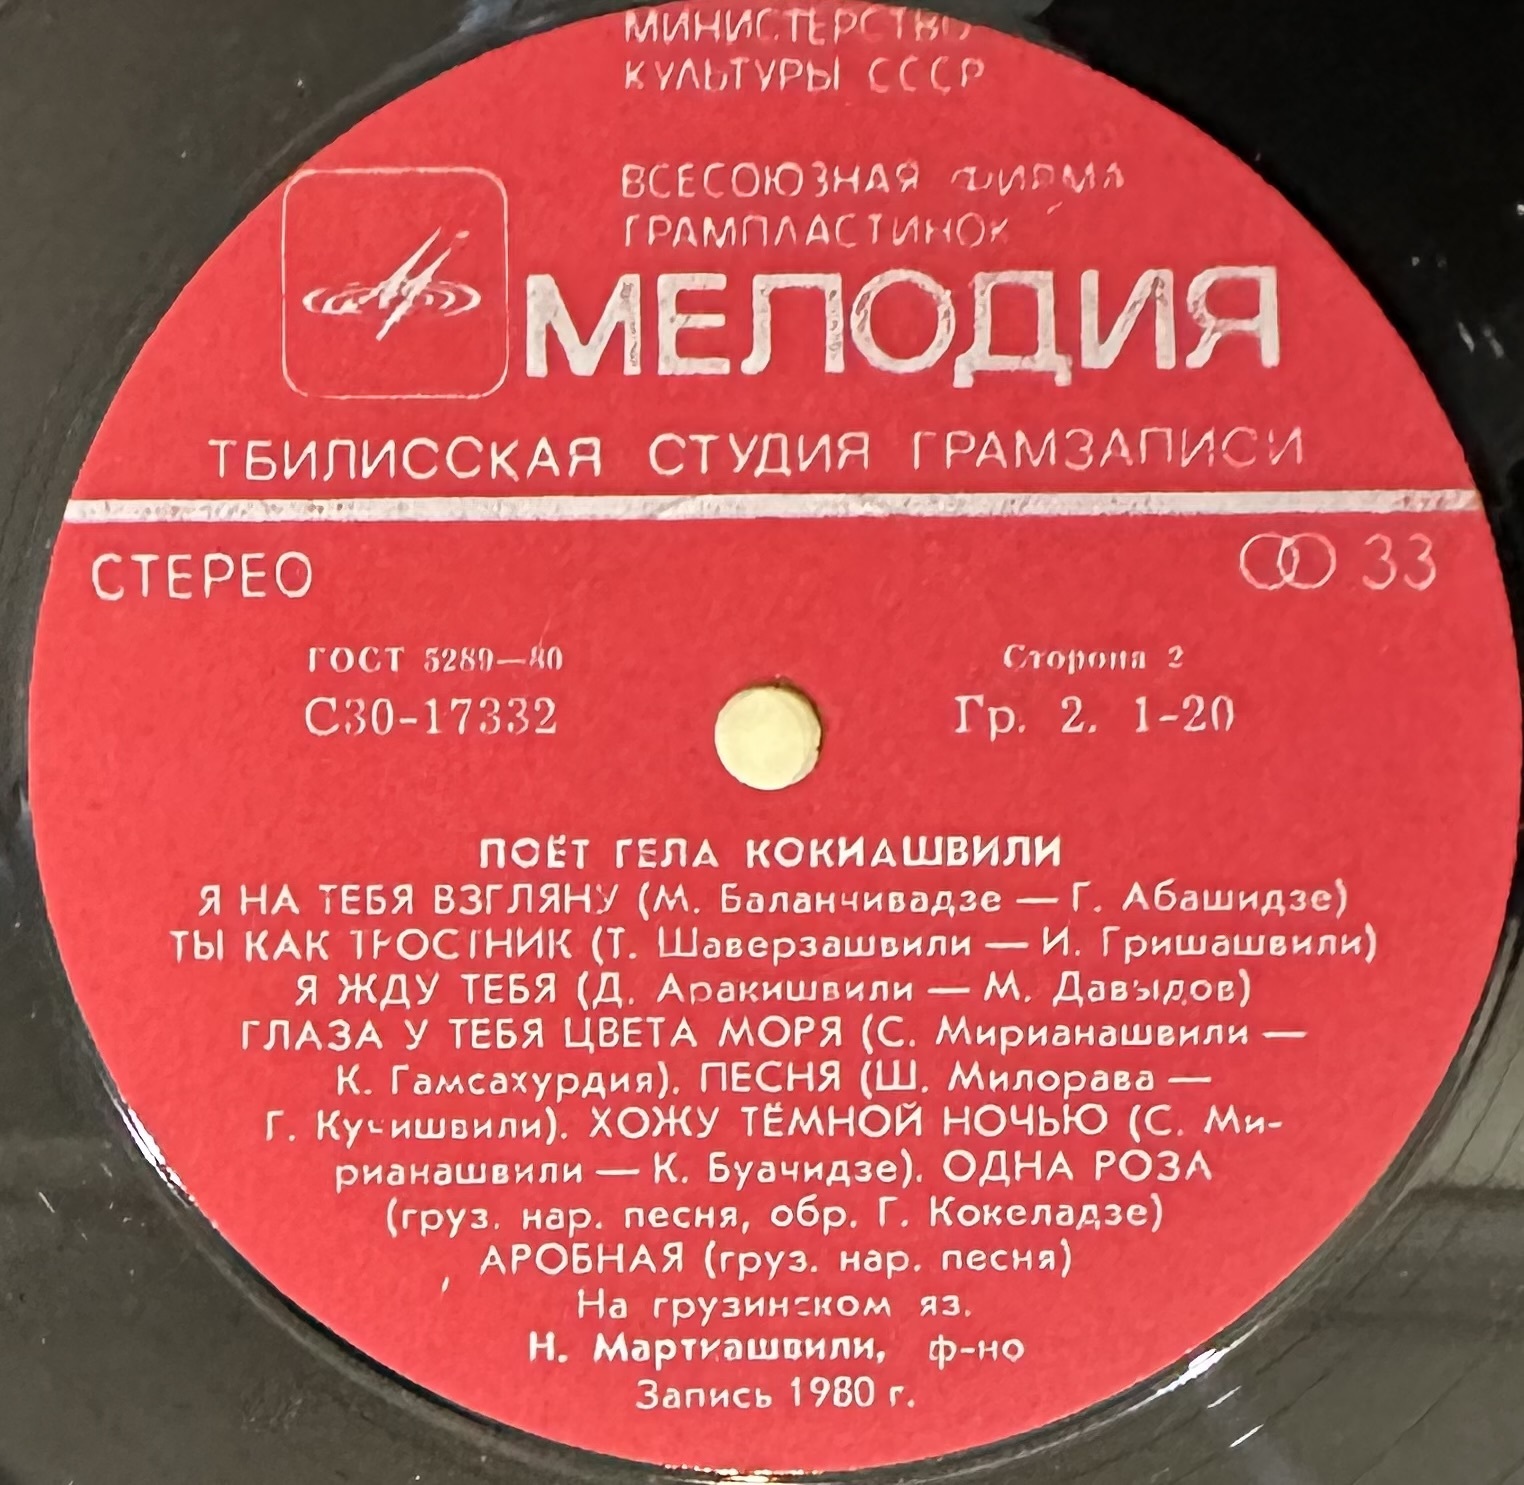 МИНИСТЕРСТВО
КУЛЬТУРЫ СССР
ВСЕСОЮЗНАЯ ФИРМА
ГРАМПЛАСТИНОК
МЕЛОДИЯ
ТБИЛИССКАЯ СТУДИЯ ГРАМЗАПИСИ
СТЕРЕО
33
ГОСТ 5289—80
Сторона 2
С30-17332
Гр. 2. 1-20
ПОЁТ ГЕЛА КОКИАШВИЛИ
Я НА ТЕБЯ ВЗГЛЯНУ (М. Баланчивадзе — Г. Абашидзе)
ТЫ КАК ТРОСТНИК (Т. Шаверзашвили — И. Гришашвили)
Я ЖДУ ТЕБЯ (Д. Аракишвили — М. Давыдов)
ГЛАЗА У ТЕБЯ ЦВЕТА МОРЯ (С. Мирианашвили —
К. Гамсахурдия). ПЕСНЯ (Ш. Милорава —
Г. Кучишвили). ХОЖУ ТЁМНОЙ НОЧЬЮ (С. Ми-
рианашвили — К. Буачидзе). ОДНА РОЗА
(груз. нар. песня, обр. Г. Кокеладзе)
АРОБНАЯ (груз. нар. песня)
На грузинском яз.
Н. Марткашвили, ф-но
Запись 1980 г.